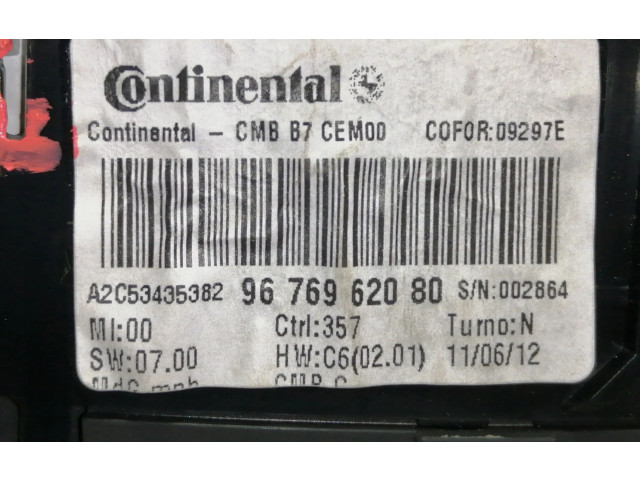 Continental
Continental - CMB B7 CEM00 COFOR:09297E
A2C53435382 96 769 620 80 S/N:002864
MI:00 Ctrl:357 Turno:N
SW:07.00 HW:C6(02.01) 11/06/12